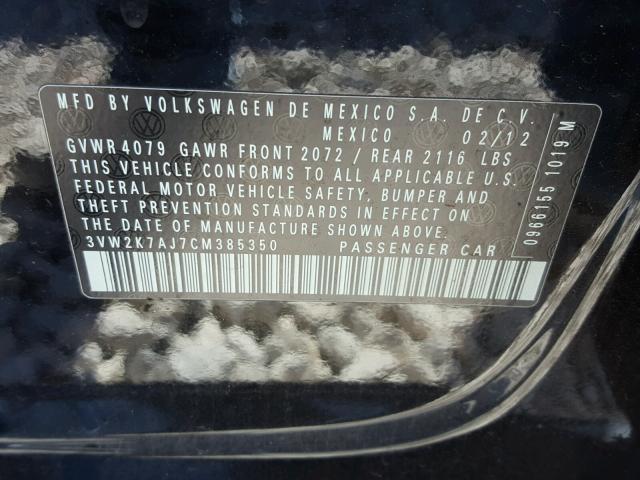 MFD BY VOLKSWAGEN DE MEXICO S.A. DE C.V.
MEXICO 02/12
GVWR 4079 GAWR FRONT 2072 / REAR 2116 LBS
THIS VEHICLE CONFORMS TO ALL APPLICABLE U.S.
FEDERAL MOTOR VEHICLE SAFETY, BUMPER AND
THEFT PREVENTION STANDARDS IN EFFECT ON
THE DATE OF MANUFACTURE SHOWN ABOVE.
3VW2K7AJ7CM385350 PASSENGER CAR
0966155 1019 M